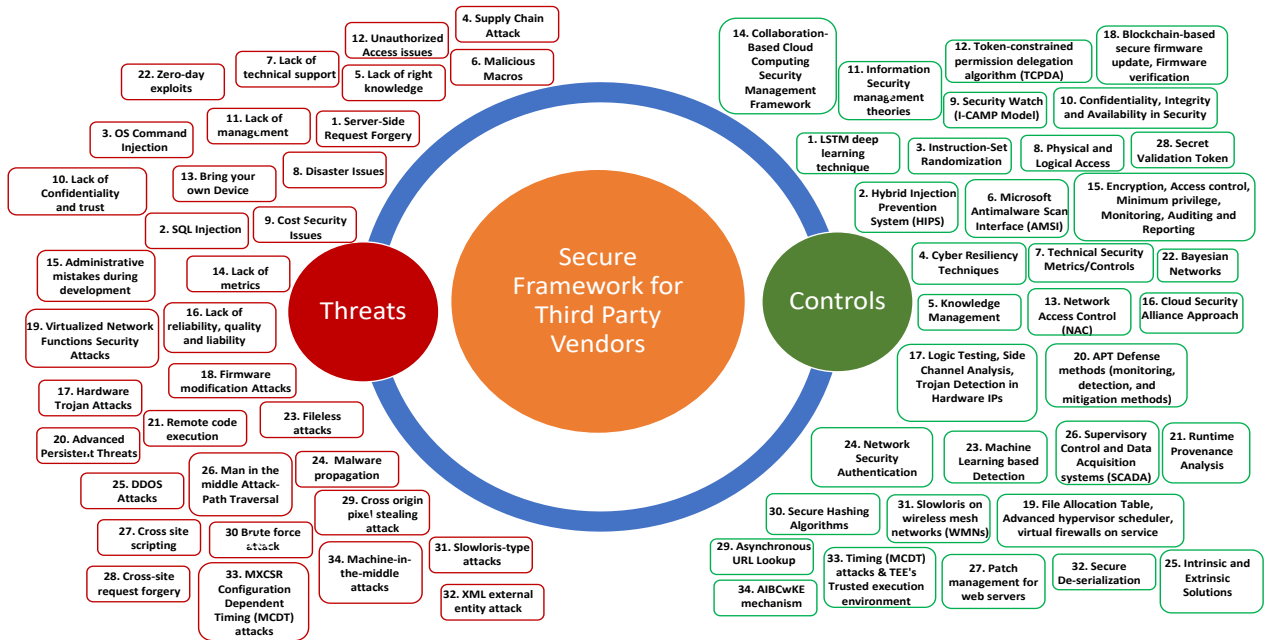 4. Supply Chain
Attack
12. Unauthorized
Access issues
7. Lack of
technical support
5. Lack of right
knowledge
6. Malicious
Macros
22. Zero-day
exploits
11. Lack of
management
1. Server-Side
Request Forgery
3. OS Command
Injection
8. Disaster Issues
10. Lack of
Confidentiality
and trust
13. Bring your
own Device
2. SQL Injection
9. Cost Security
Issues
15. Administrative
mistakes during
development
14. Lack of
metrics
19. Virtualized Network
Functions Security
Attacks
16. Lack of
reliability, quality
and liability
18. Firmware
modification Attacks
17. Hardware
Trojan Attacks
23. Fileless
attacks
21. Remote code
execution
20. Advanced
Persistent Threats
24. Malware
propagation
26. Man in the
middle Attack-
Path Traversal
25. DDOS
Attacks
29. Cross origin
pixel stealing
attack
27. Cross site
scripting
30 Brute force
attack
31. Slowloris-type
attacks
34. Machine-in-
the-middle
attacks
28. Cross-site
request forgery
33. MXCSR
Configuration
Dependent
Timing (MCDT)
attacks
32. XML external
entity attack
Threats
Secure
Framework for
Third Party
Vendors
Controls
14. Collaboration-
Based Cloud
Computing
Security
Management
Framework
11. Information
Security
management
theories
12. Token-constrained
permission delegation
algorithm (TCPDA)
18. Blockchain-based
secure firmware
update, Firmware
verification
9. Security Watch
(I-CAMP Model)
10. Confidentiality, Integrity
and Availability in Security
1. LSTM deep
learning
technique
3. Instruction-Set
Randomization
8. Physical and
Logical Access
28. Secret
Validation Token
2. Hybrid Injection
Prevention
System (HIPS)
6. Microsoft
Antimalware Scan
Interface (AMSI)
15. Encryption, Access control,
Minimum privilege,
Monitoring, Auditing and
Reporting
4. Cyber Resiliency
Techniques
7. Technical Security
Metrics/Controls
22. Bayesian
Networks
5. Knowledge
Management
13. Network
Access Control
(NAC)
16. Cloud Security
Alliance Approach
17. Logic Testing, Side
Channel Analysis,
Trojan Detection in
Hardware IPs
20. APT Defense
methods (monitoring,
detection, and
mitigation methods)
24. Network
Security
Authentication
23. Machine
Learning based
Detection
26. Supervisory
Control and Data
Acquisition
systems (SCADA)
21. Runtime
Provenance
Analysis
30. Secure Hashing
Algorithms
31. Slowloris on
wireless mesh
networks (WMNs)
19. File Allocation Table,
Advanced hypervisor scheduler,
virtual firewalls on service
29. Asynchronous
URL Lookup
33. Timing (MCDT)
attacks & TEE's
Trusted execution
environment
27. Patch
management for
web servers
32. Secure
De-serialization
25. Intrinsic and
Extrinsic
Solutions
34. AIBCwKE
mechanism